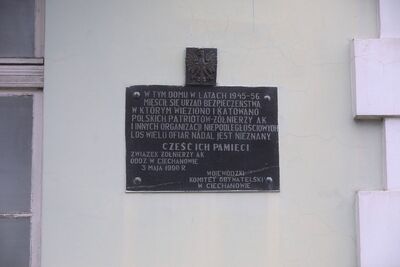 W TYM DOMU W LATACH 1945-56
MIEŚCIŁ SIĘ URZĄD BEZPIECZEŃSTWA
W KTÓRYM WIĘZIONO I KATOWANO
POLSKICH PATRIOTÓW-ŻOŁNIERZY AK
I INNYCH ORGANIZACJI NIEPODLEGŁOŚCIOWYCH
LOS WIELU OFIAR NADAL JEST NIEZNANY.
CZEŚĆ ICH PAMIĘCI
ZWIĄZEK ŻOŁNIERZY AK
ODDZ. W CIECHANOWIE
3 MAJA 1990 R.
WOJEWÓDZKI
KOMITET OBYWATELSKI
W CIECHANOWIE